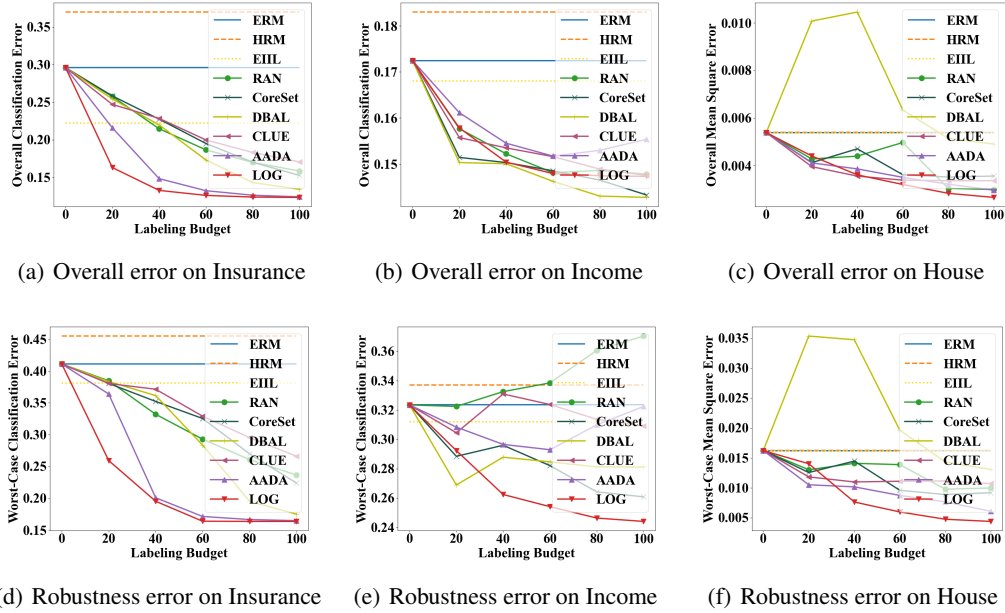 Overall Classification Error
0.35
0.30
0.25
0.20
0.15
0 20 40 60 80 100
Labeling Budget
ERM
HRM
EIIL
RAN
CoreSet
DBAL
CLUE
AADA
LOG
(a) Overall error on Insurance
Overall Classification Error
0.18
0.17
0.16
0.15
0 20 40 60 80 100
Labeling Budget
ERM
HRM
EIIL
RAN
CoreSet
DBAL
CLUE
AADA
LOG
(b) Overall error on Income
Overall Mean Square Error
0.010
0.008
0.006
0.004
0 20 40 60 80 100
Labeling Budget
ERM
HRM
EIIL
RAN
CoreSet
DBAL
CLUE
AADA
LOG
(c) Overall error on House
Worst-Case Classification Error
0.45
0.40
0.35
0.30
0.25
0.20
0.15
0 20 40 60 80 100
Labeling Budget
ERM
HRM
EIIL
RAN
CoreSet
DBAL
CLUE
AADA
LOG
d) Robustness error on Insurance
Worst-Case Classification Error
0.36
0.34
0.32
0.30
0.28
0.26
0.24
0 20 40 60 80 100
Labeling Budget
ERM
HRM
EIIL
RAN
CoreSet
DBAL
CLUE
AADA
LOG
(e) Robustness error on Income
Worst-Case Mean Square Error
0.035
0.030
0.025
0.020
0.015
0.010
0.005
0 20 40 60 80 100
Labeling Budget
ERM
HRM
EIIL
RAN
CoreSet
DBAL
CLUE
AADA
LOG
(f) Robustness error on House